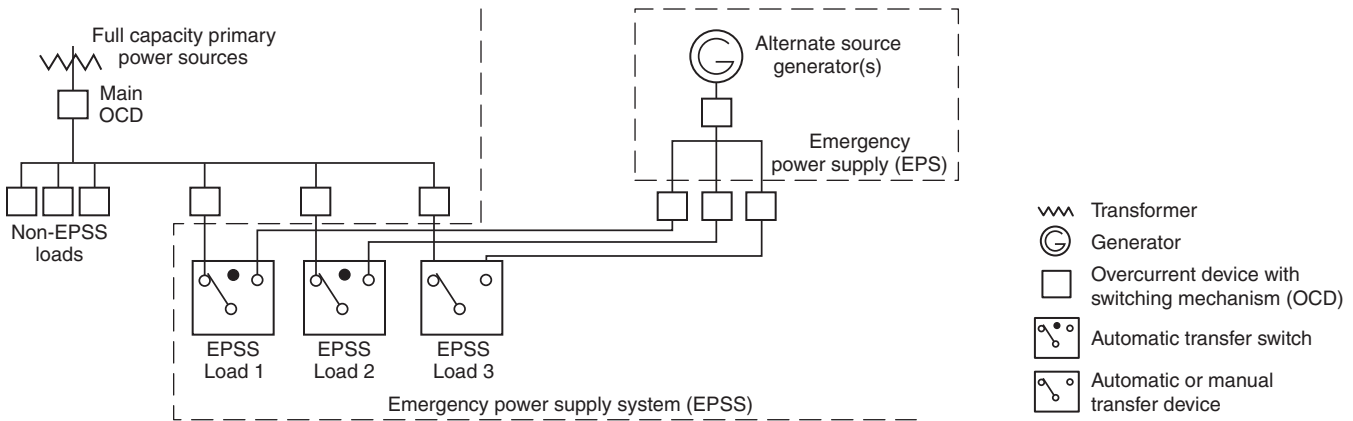 Full capacity primary
power sources
Main
OCD
Non-EPSS
loads
G
Alternate source
generator(s)
Emergency
power supply (EPS)
EPSS
Load 1
EPSS
Load 2
EPSS
Load 3
Emergency power supply system (EPSS)
Transformer
G
Generator
Overcurrent device with
switching mechanism (OCD)
Automatic transfer switch
Automatic or manual
transfer device